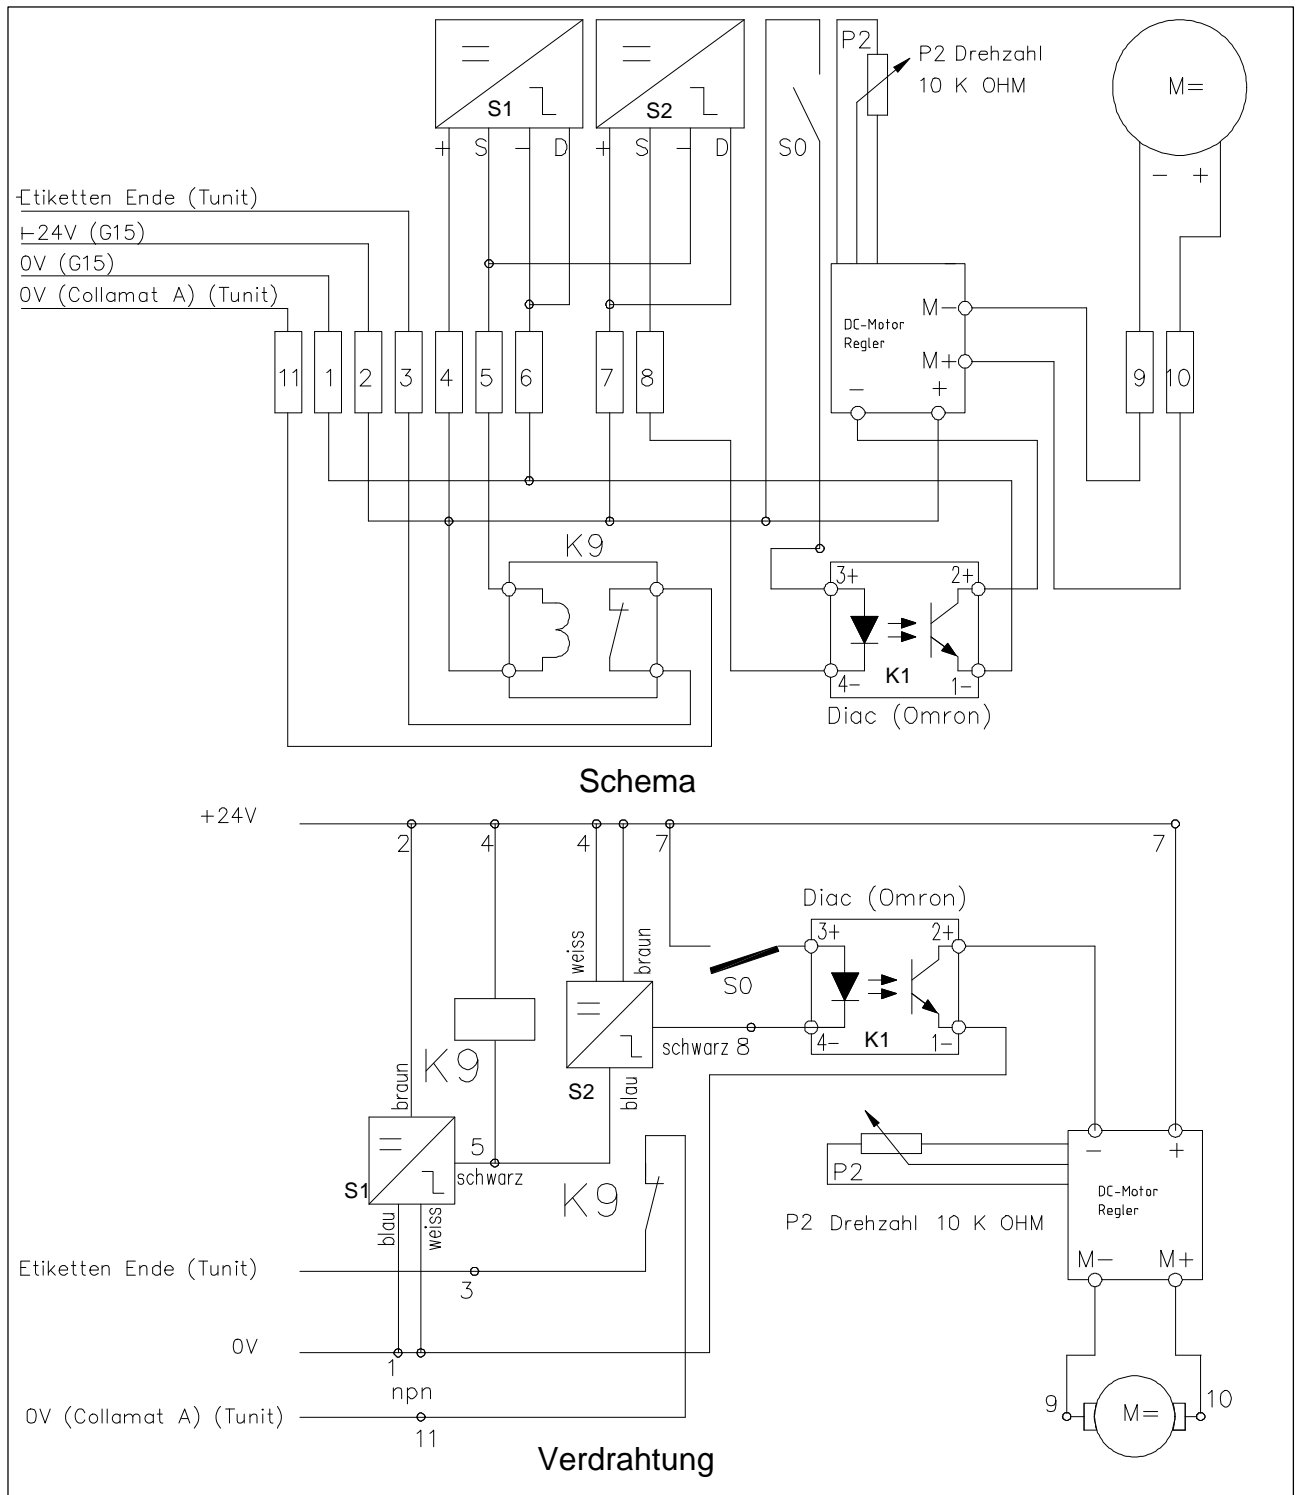 P2
P2 Drehzahl
10 K OHM
M=
S1
S2
+ S - D
+ S - D
S0
- +
Etiketten Ende (Tunit)
+24V (G15)
0V (G15)
0V (Collamat A) (Tunit)
DC-Motor
Regler
M-
M+
- +
11 1 2 3 4 5 6 7 8 9 10
K9
3+ 2+
4- K1 1-
Diac (Omron)
Schema
+24V
2 4 4 7 7
Diac (Omron)
3+ 2+
weiss
braun
S0
4- K1 1-
schwarz 8
K9
braun
S2
blau
- +
P2
DC-Motor
Regler
P2 Drehzahl 10 K OHM
5
schwarz
S1
K9
blau
weiss
M- M+
Etiketten Ende (Tunit)
3
0V
1
npn
0V (Collamat A) (Tunit)
11
9 M= 10
Verdrahtung